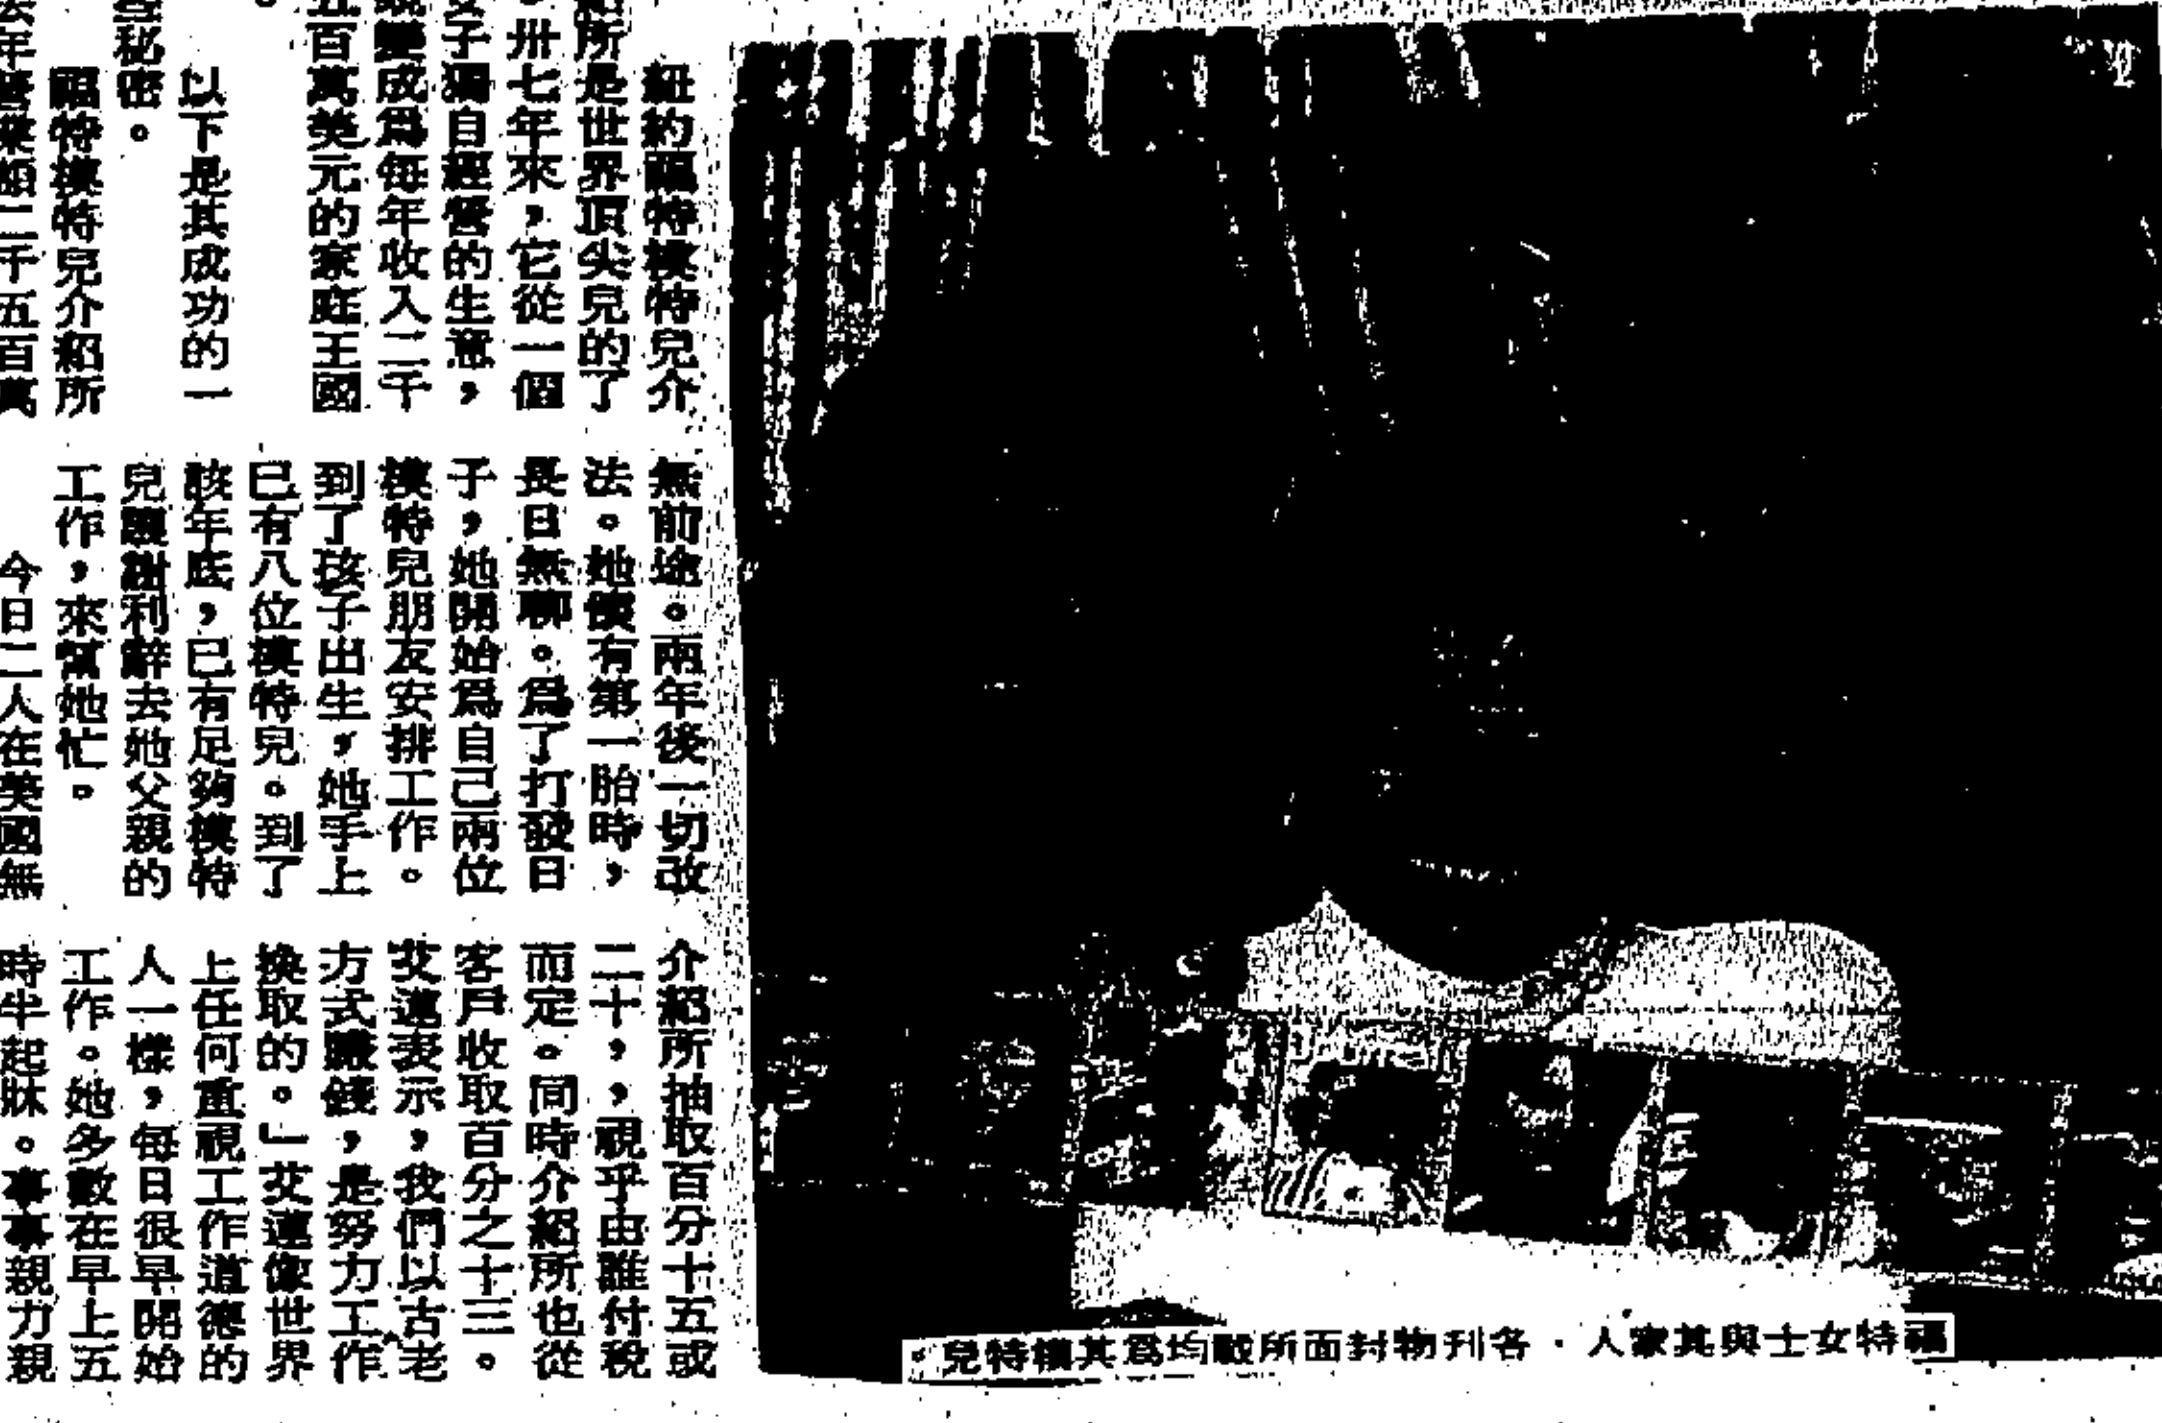 紐約福特模特兒介
紹所是世界頂尖兒的了
。卅七年來，它從一個
女子獨自經營的生意，
就變成爲每年收入二千
五百萬美元的家庭王國
。
以下是其成功的一
秘密。
福特模特兒介紹所
年營業額二千五百萬
無前途。兩年後一切改
法。她懷有第一胎時，
長日無聊。爲了打發日
子，她開始爲自己兩位
模特兒朋友安排工作。
到了孩子出生，她手上
已有八位模特兒。到了
該年底，已有足夠模特
兒讓謝利辭去她父親的
工作，來幫她忙。
今日二人在美國無
介紹所抽取百分十五或
二十，，視乎由誰付稅
而定。同時介紹所也從
客戶收取百分之十三。
艾蓮表示，我們以古老
方式賺錢，是努力工作
換取的。」艾蓮像世界
上任何重視工作道德的
人一樣，每日很早開始
工作。她多數在早上五
時半起牀。事事親力親
福特女士與其家人．各刊物封面所載均爲其模特兒。